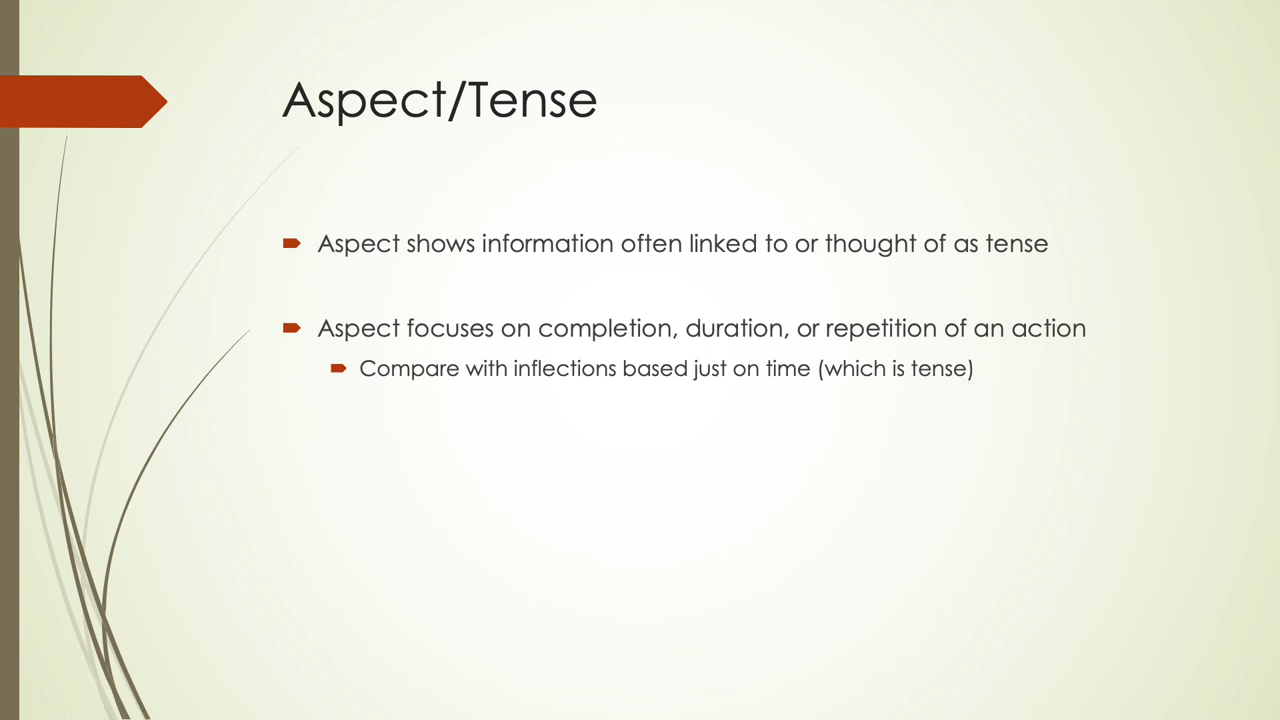 Aspect/Tense
Aspect shows information often linked to or thought of as tense
Aspect focuses on completion, duration, or repetition of an action
Compare with inflections based just on time (which is tense)